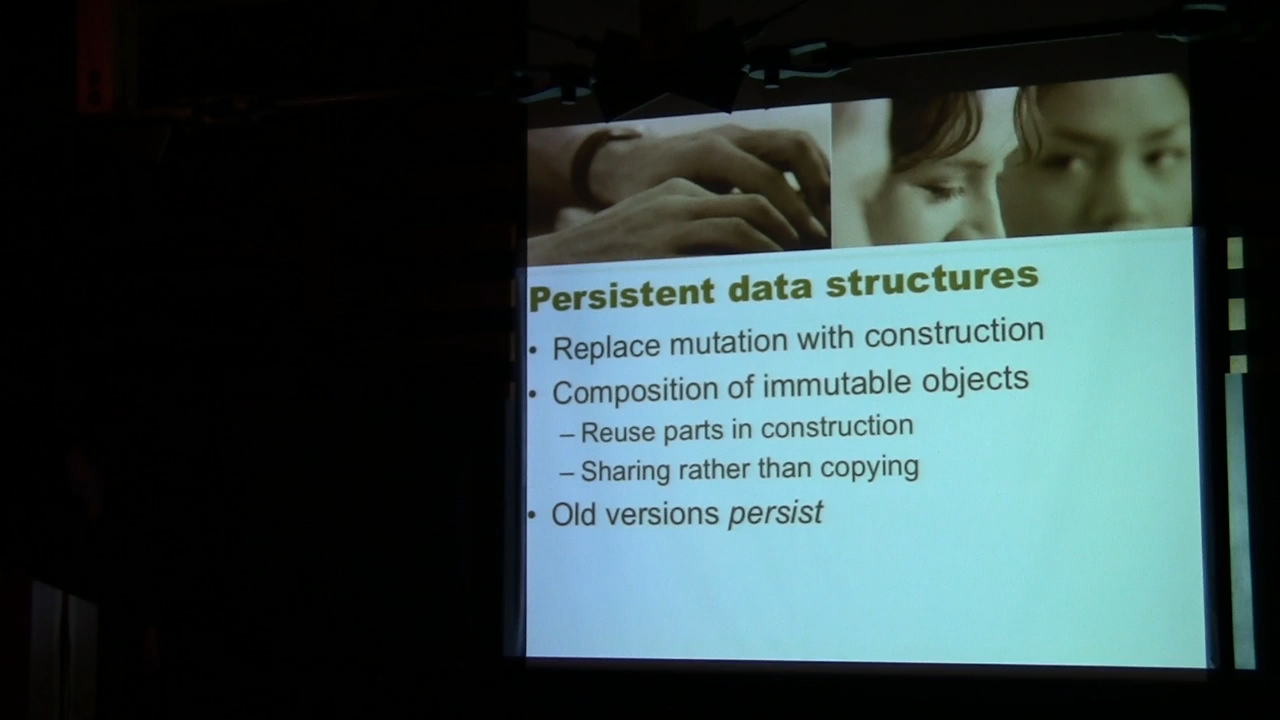 Persistent data structures
• Replace mutation with construction
• Composition of immutable objects
– Reuse parts in construction
– Sharing rather than copying
• Old versions persist